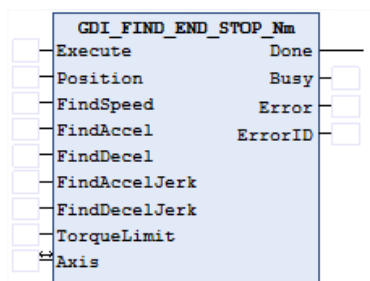 GDI_FIND_END_STOP_Nm
Execute Done
Position Busy
FindSpeed Error
FindAccel ErrorID
FindDecel
FindAccelJerk
FindDecelJerk
TorqueLimit
Axis